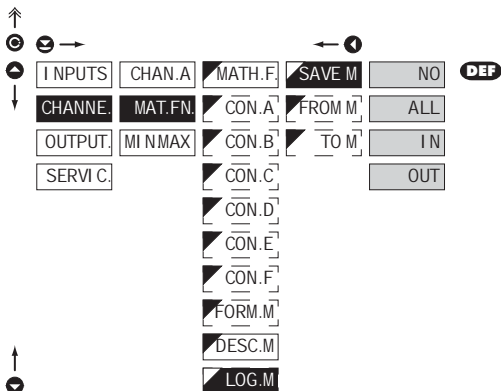 INPUTS CHAN.A MATH.F. SAVE M NO DEF
CHANNE. MAT.FN. CON.A FROM M ALL
OUTPUT. MINMAX CON.B TO M IN
SERVIC. CON.C OUT
CON.D
CON.E
CON.F
FORM.M
DESC.M
LOG.M